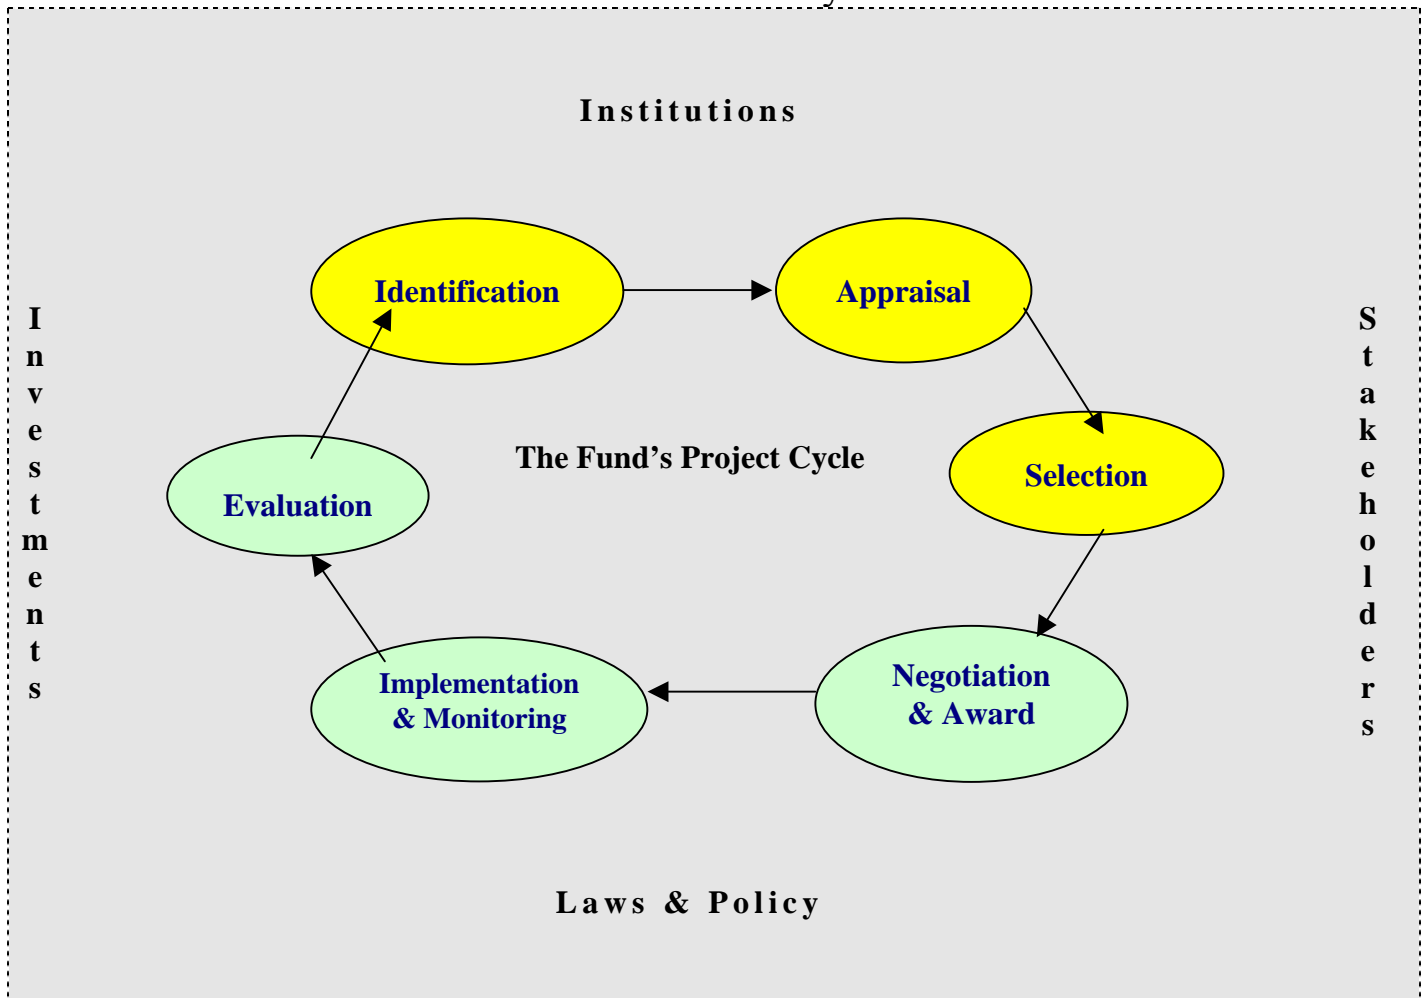 Institutions
Identification
Appraisal
Investments
Stakeholders
The Fund's Project Cycle
Selection
Evaluation
Negotiation
& Award
Implementation
& Monitoring
Laws & Policy